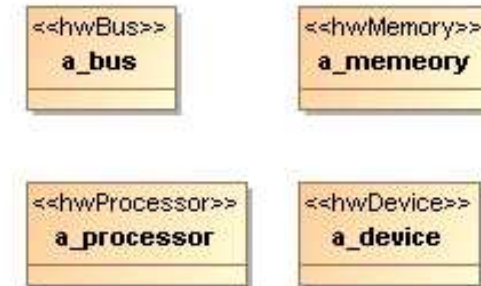 <<hwBus>>
a_bus
<<hwMemory>>
a_memeory
<<hwProcessor>>
a_processor
<<hwDevice>>
a_device